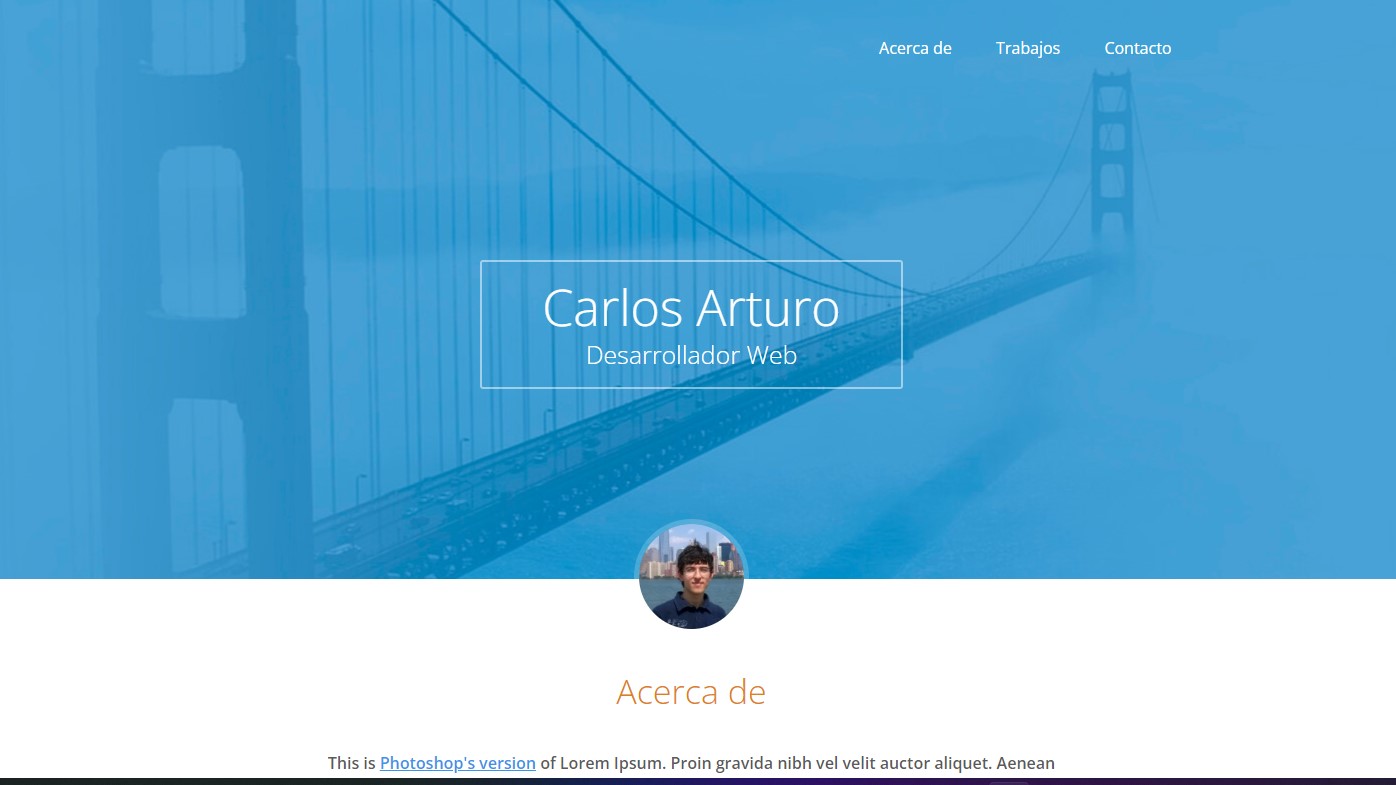 Acerca de
Trabajos
Contacto
Carlos Arturo
Desarrollador Web
Acerca de
This is Photoshop's version of Lorem Ipsum. Proin gravida nibh vel velit auctor aliquet. Aenean